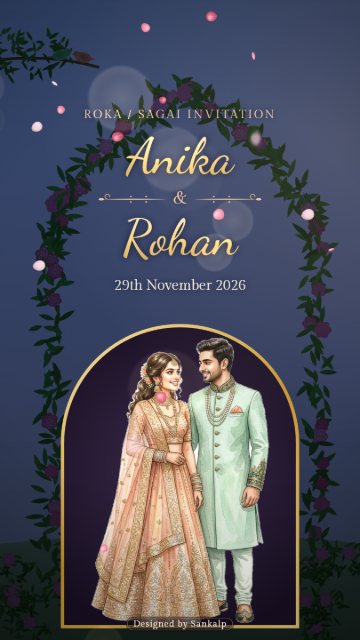 ROKA / SAGAI INVITATION
Anika
&
Rohan
29th November 2026
Designed by Sankalp